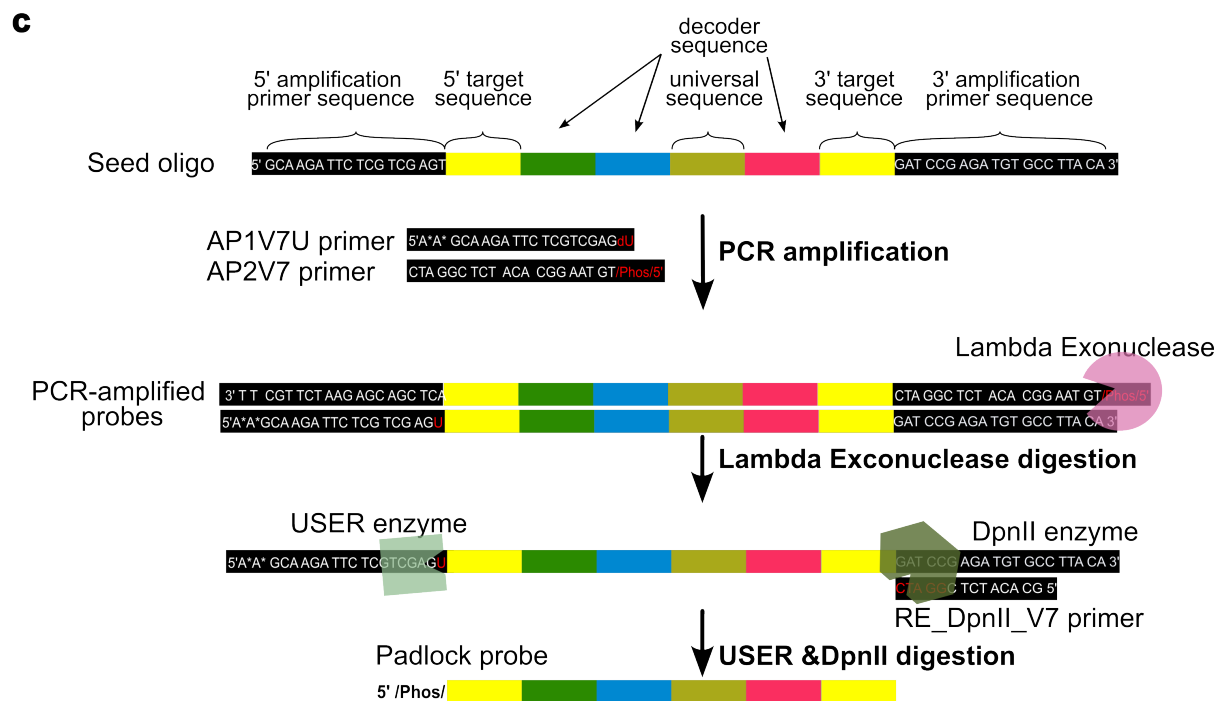 c
decoder
sequence
5' amplification
primer sequence
5' target
sequence
universal
sequence
3' target
sequence
3' amplification
primer sequence
Seed oligo
5' GCA AGA TTC TCG TCG AGT
GAT CCG AGA TGT GCC TTA CA 3'
AP1V7U primer
5'A*A* GCA AGA TTC TCGTCGAGdU
AP2V7 primer
CTA GGC TCT ACA CGG AAT GT/Phos/5'
PCR amplification
Lambda Exonuclease
PCR-amplified
probes
3' T T CGT TCT AAG AGC AGC TCA
CTA GGC TCT ACA CGG AAT GT/Phos/5'
5'A*A*GCA AGA TTC TCG TCG AGU
GAT CCG AGA TGT GCC TTA CA 3'
Lambda Exconuclease digestion
USER enzyme
DpnII enzyme
5'A*A* GCA AGA TTC TCGTCGAGU
GAT CCG AGA TGT GCC TTA CA 3'
CTA GGC TCT ACA CG 5'
RE_DpnII_V7 primer
USER &DpnII digestion
Padlock probe
5' /Phos/